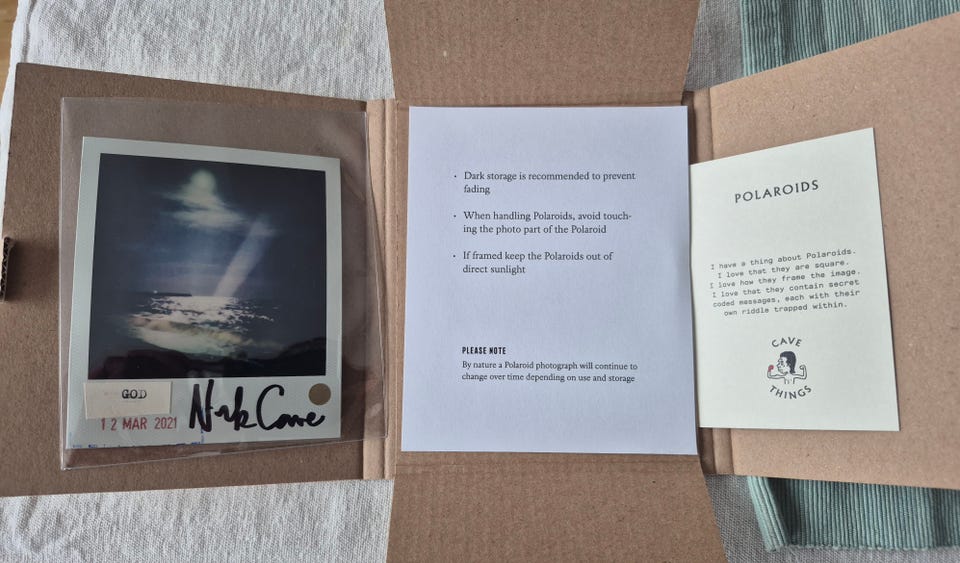 GOD
12 MAR 2021
Nick Cave
· Dark storage is recommended to prevent
fading
· When handling Polaroids, avoid touch-
ing the photo part of the Polaroid
· If framed keep the Polaroids out of
direct sunlight
PLEASE NOTE
By nature a Polaroid photograph will continue to
change over time depending on use and storage
POLAROIDS
I have a thing about Polaroids.
I love that they are square.
I love how they frame the image.
I love that they contain secret
coded messages, each with their
own riddle trapped within.
CAVE
THINGS